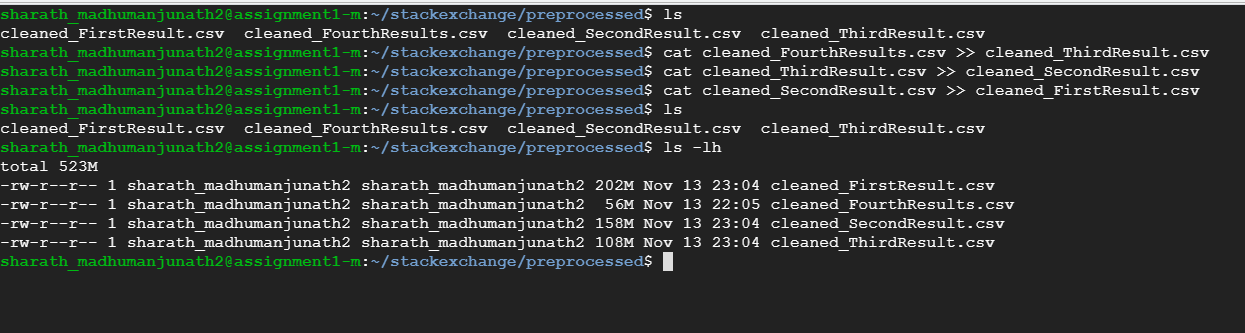 sharath_madhumanjunath2@assignment1-m:~/stackexchange/preprocessed$ ls
cleaned_FirstResult.csv  cleaned_FourthResults.csv  cleaned_SecondResult.csv  cleaned_ThirdResult.csv
sharath_madhumanjunath2@assignment1-m:~/stackexchange/preprocessed$ cat cleaned_FourthResults.csv >> cleaned_ThirdResult.csv
sharath_madhumanjunath2@assignment1-m:~/stackexchange/preprocessed$ cat cleaned_ThirdResult.csv >> cleaned_SecondResult.csv
sharath_madhumanjunath2@assignment1-m:~/stackexchange/preprocessed$ cat cleaned_SecondResult.csv >> cleaned_FirstResult.csv
sharath_madhumanjunath2@assignment1-m:~/stackexchange/preprocessed$ ls
cleaned_FirstResult.csv  cleaned_FourthResults.csv  cleaned_SecondResult.csv  cleaned_ThirdResult.csv
sharath_madhumanjunath2@assignment1-m:~/stackexchange/preprocessed$ ls -lh
total 523M
-rw-r--r-- 1 sharath_madhumanjunath2 sharath_madhumanjunath2 202M Nov 13 23:04 cleaned_FirstResult.csv
-rw-r--r-- 1 sharath_madhumanjunath2 sharath_madhumanjunath2  56M Nov 13 22:05 cleaned_FourthResults.csv
-rw-r--r-- 1 sharath_madhumanjunath2 sharath_madhumanjunath2 158M Nov 13 23:04 cleaned_SecondResult.csv
-rw-r--r-- 1 sharath_madhumanjunath2 sharath_madhumanjunath2 108M Nov 13 23:04 cleaned_ThirdResult.csv
sharath_madhumanjunath2@assignment1-m:~/stackexchange/preprocessed$